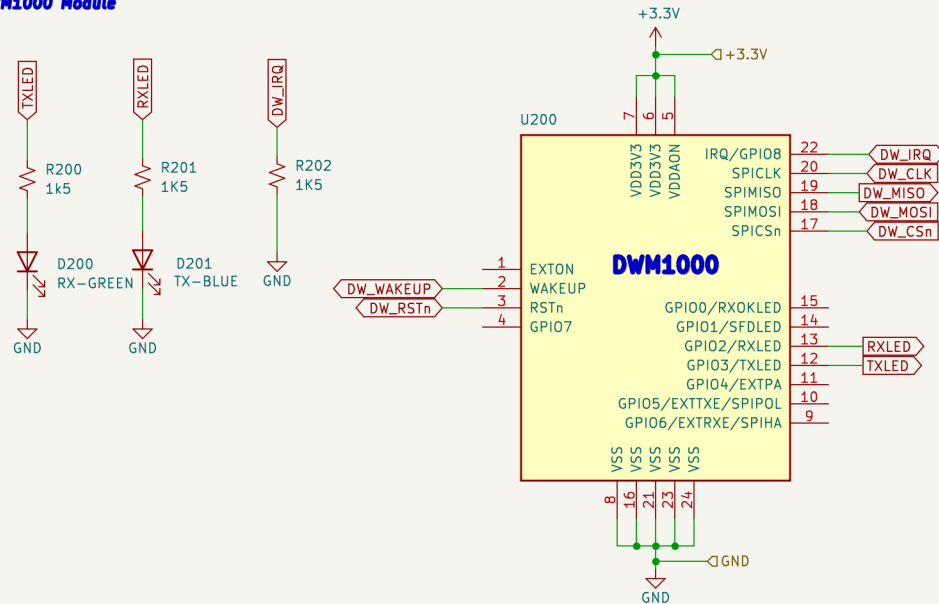 M1000 Module
TXLED
R200
1k5
D200
RX-GREEN
GND
RXLED
R201
1K5
D201
TX-BLUE
GND
DW_IRQ
R202
1K5
GND
+3.3V
+3.3V
U200
7
6
5
VDD3V3
VDD3V3
VDDAON
DWM1000
IRQ/GPIO8 22 DW_IRQ
SPICLK 20 DW_CLK
SPIMISO 19 DW_MISO
SPIMOSI 18 DW_MOSI
SPICSn 17 DW_CSn
1 EXTON
DW_WAKEUP 2 WAKEUP
DW_RSTn 3 RSTn
4 GPIO7
GPIO0/RXOKLED 15
GPIO1/SFDLED 14
GPIO2/RXLED 13 RXLED
GPIO3/TXLED 12 TXLED
GPIO4/EXTPA 11
GPIO5/EXTTXE/SPIPOL 10
GPIO6/EXTRXE/SPIHA 9
VSS
VSS
VSS
VSS
VSS
8
16
21
23
24
GND
GND